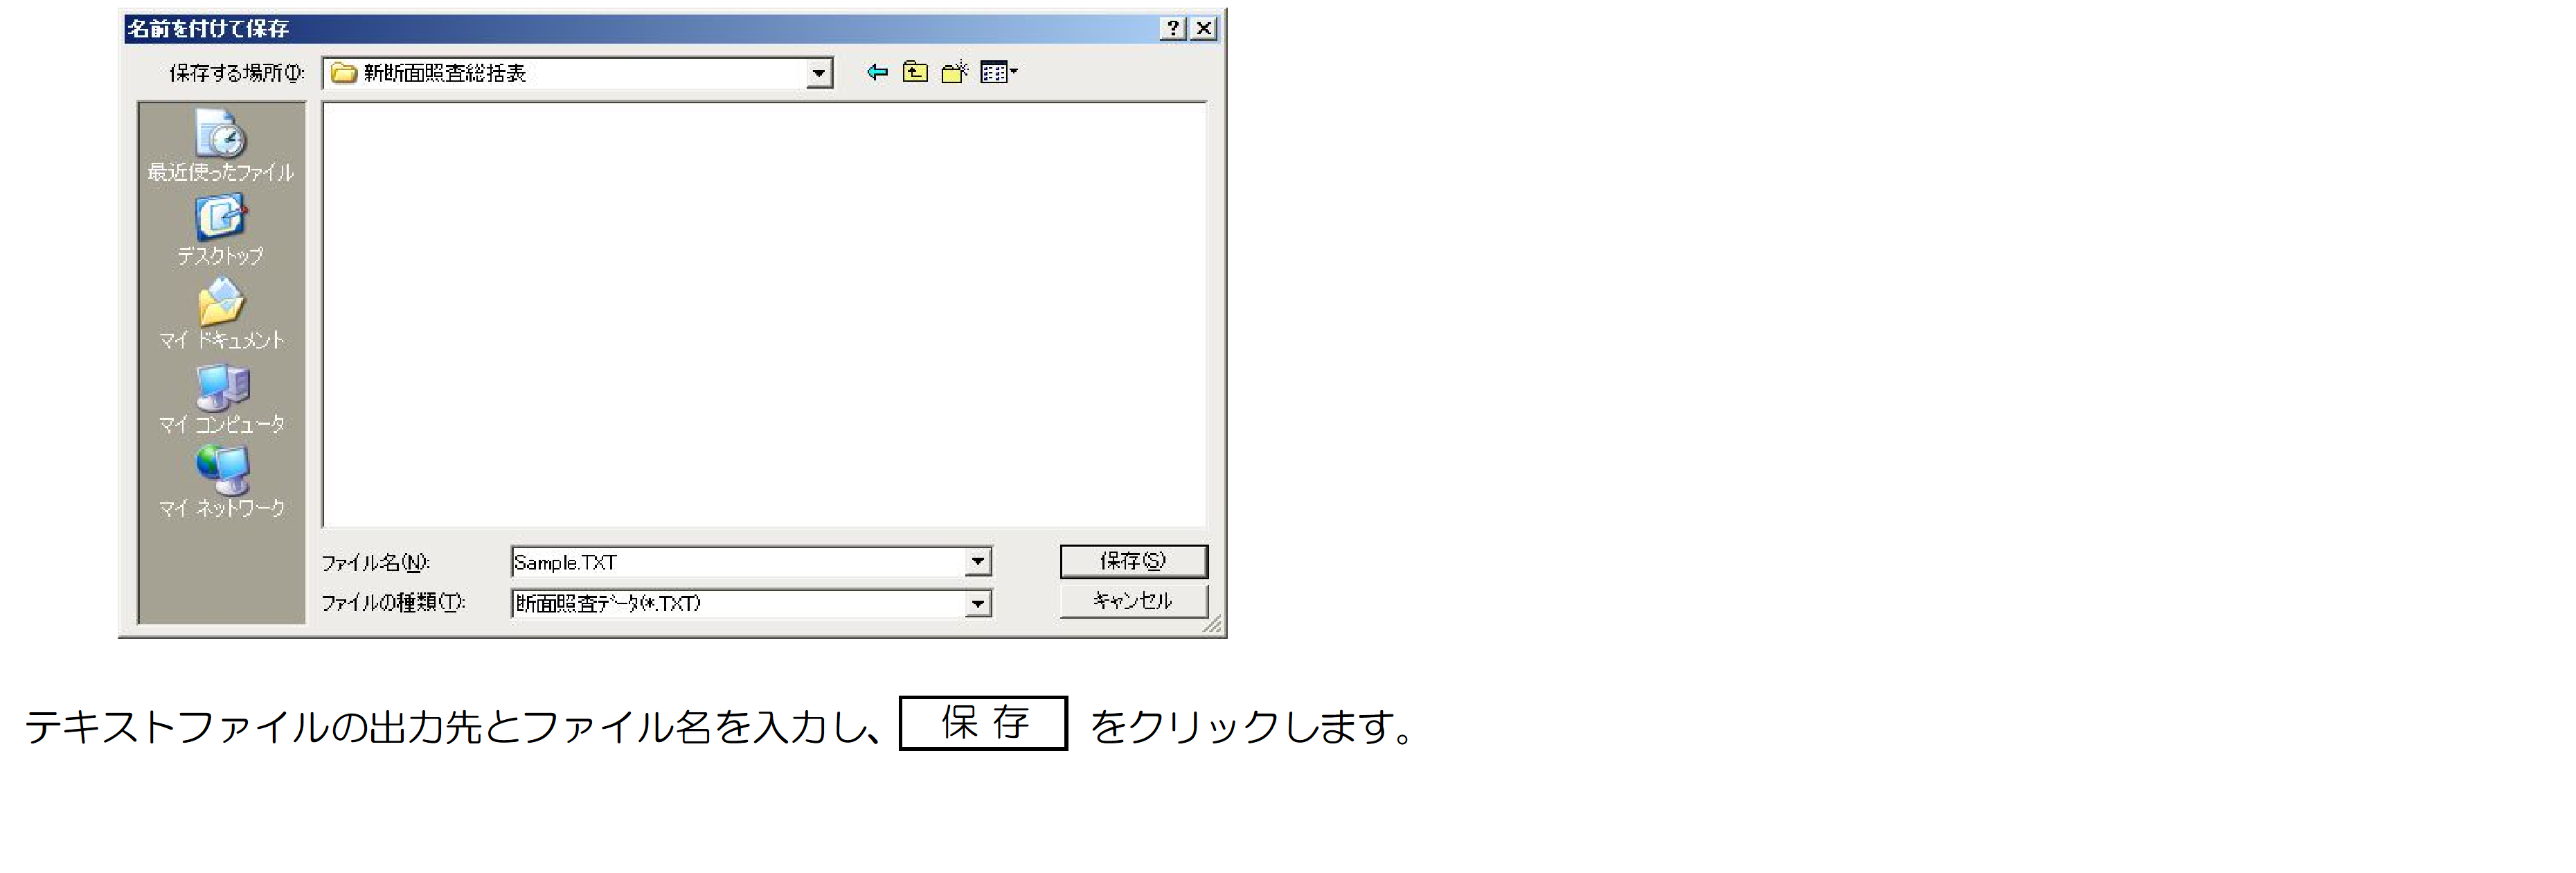 名前を付けて保存
保存する場所(I):
新断面照査総括表
最近使ったファイル
デスクトップ
マイ ドキュメント
マイ コンピュータ
マイ ネットワーク
ファイル名(N):
Sample.TXT
保存(S)
ファイルの種類(T):
断面照査データ(*.TXT)
キャンセル
テキストファイルの出力先とファイル名を入力し、 保 存 をクリックします。